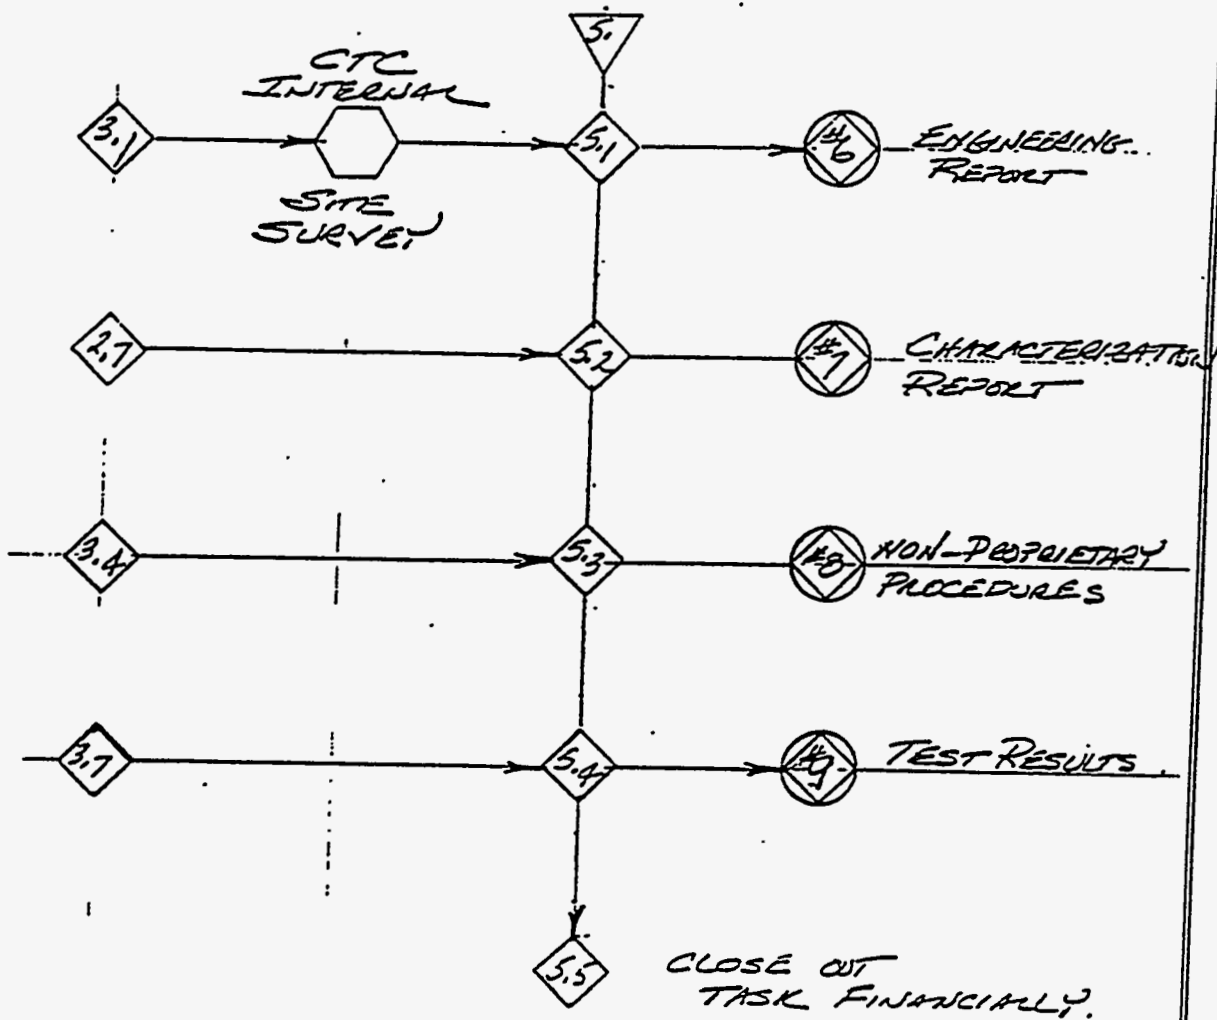 5.
CTC
INTERNAL
3.1
5.1
#6
ENGINEERING
REPORT
SITE
SURVEY
2.7
5.2
#7
CHARACTERIZATION
REPORT
3.4
5.3
#8
NON-PROPRIETARY
PROCEDURES
3.7
5.4
#9
TEST RESULTS
5.5
CLOSE OUT
TASK FINANCIALLY.